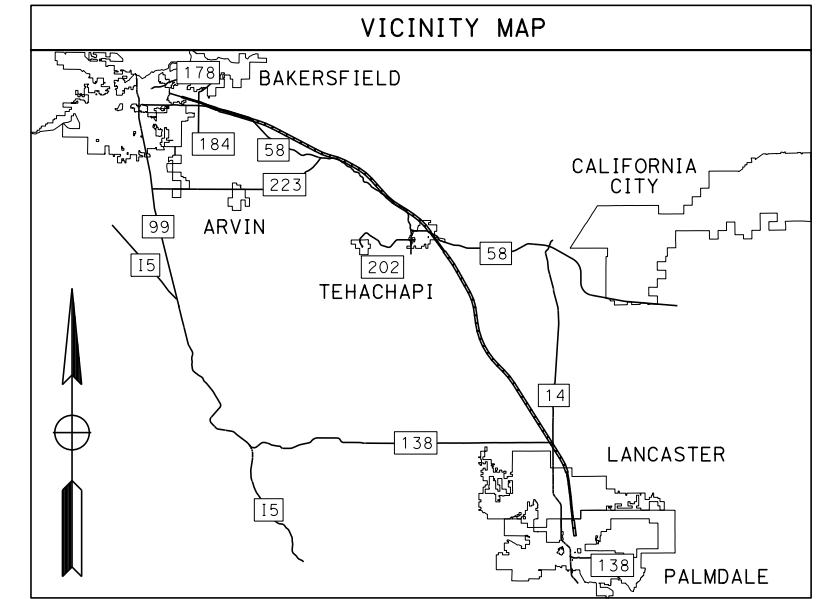 VICINITY MAP
178
BAKERSFIELD
184
58
CALIFORNIA
CITY
223
99
ARVIN
58
I5
202
TEHACHAPI
14
138
LANCASTER
I5
138
PALMDALE